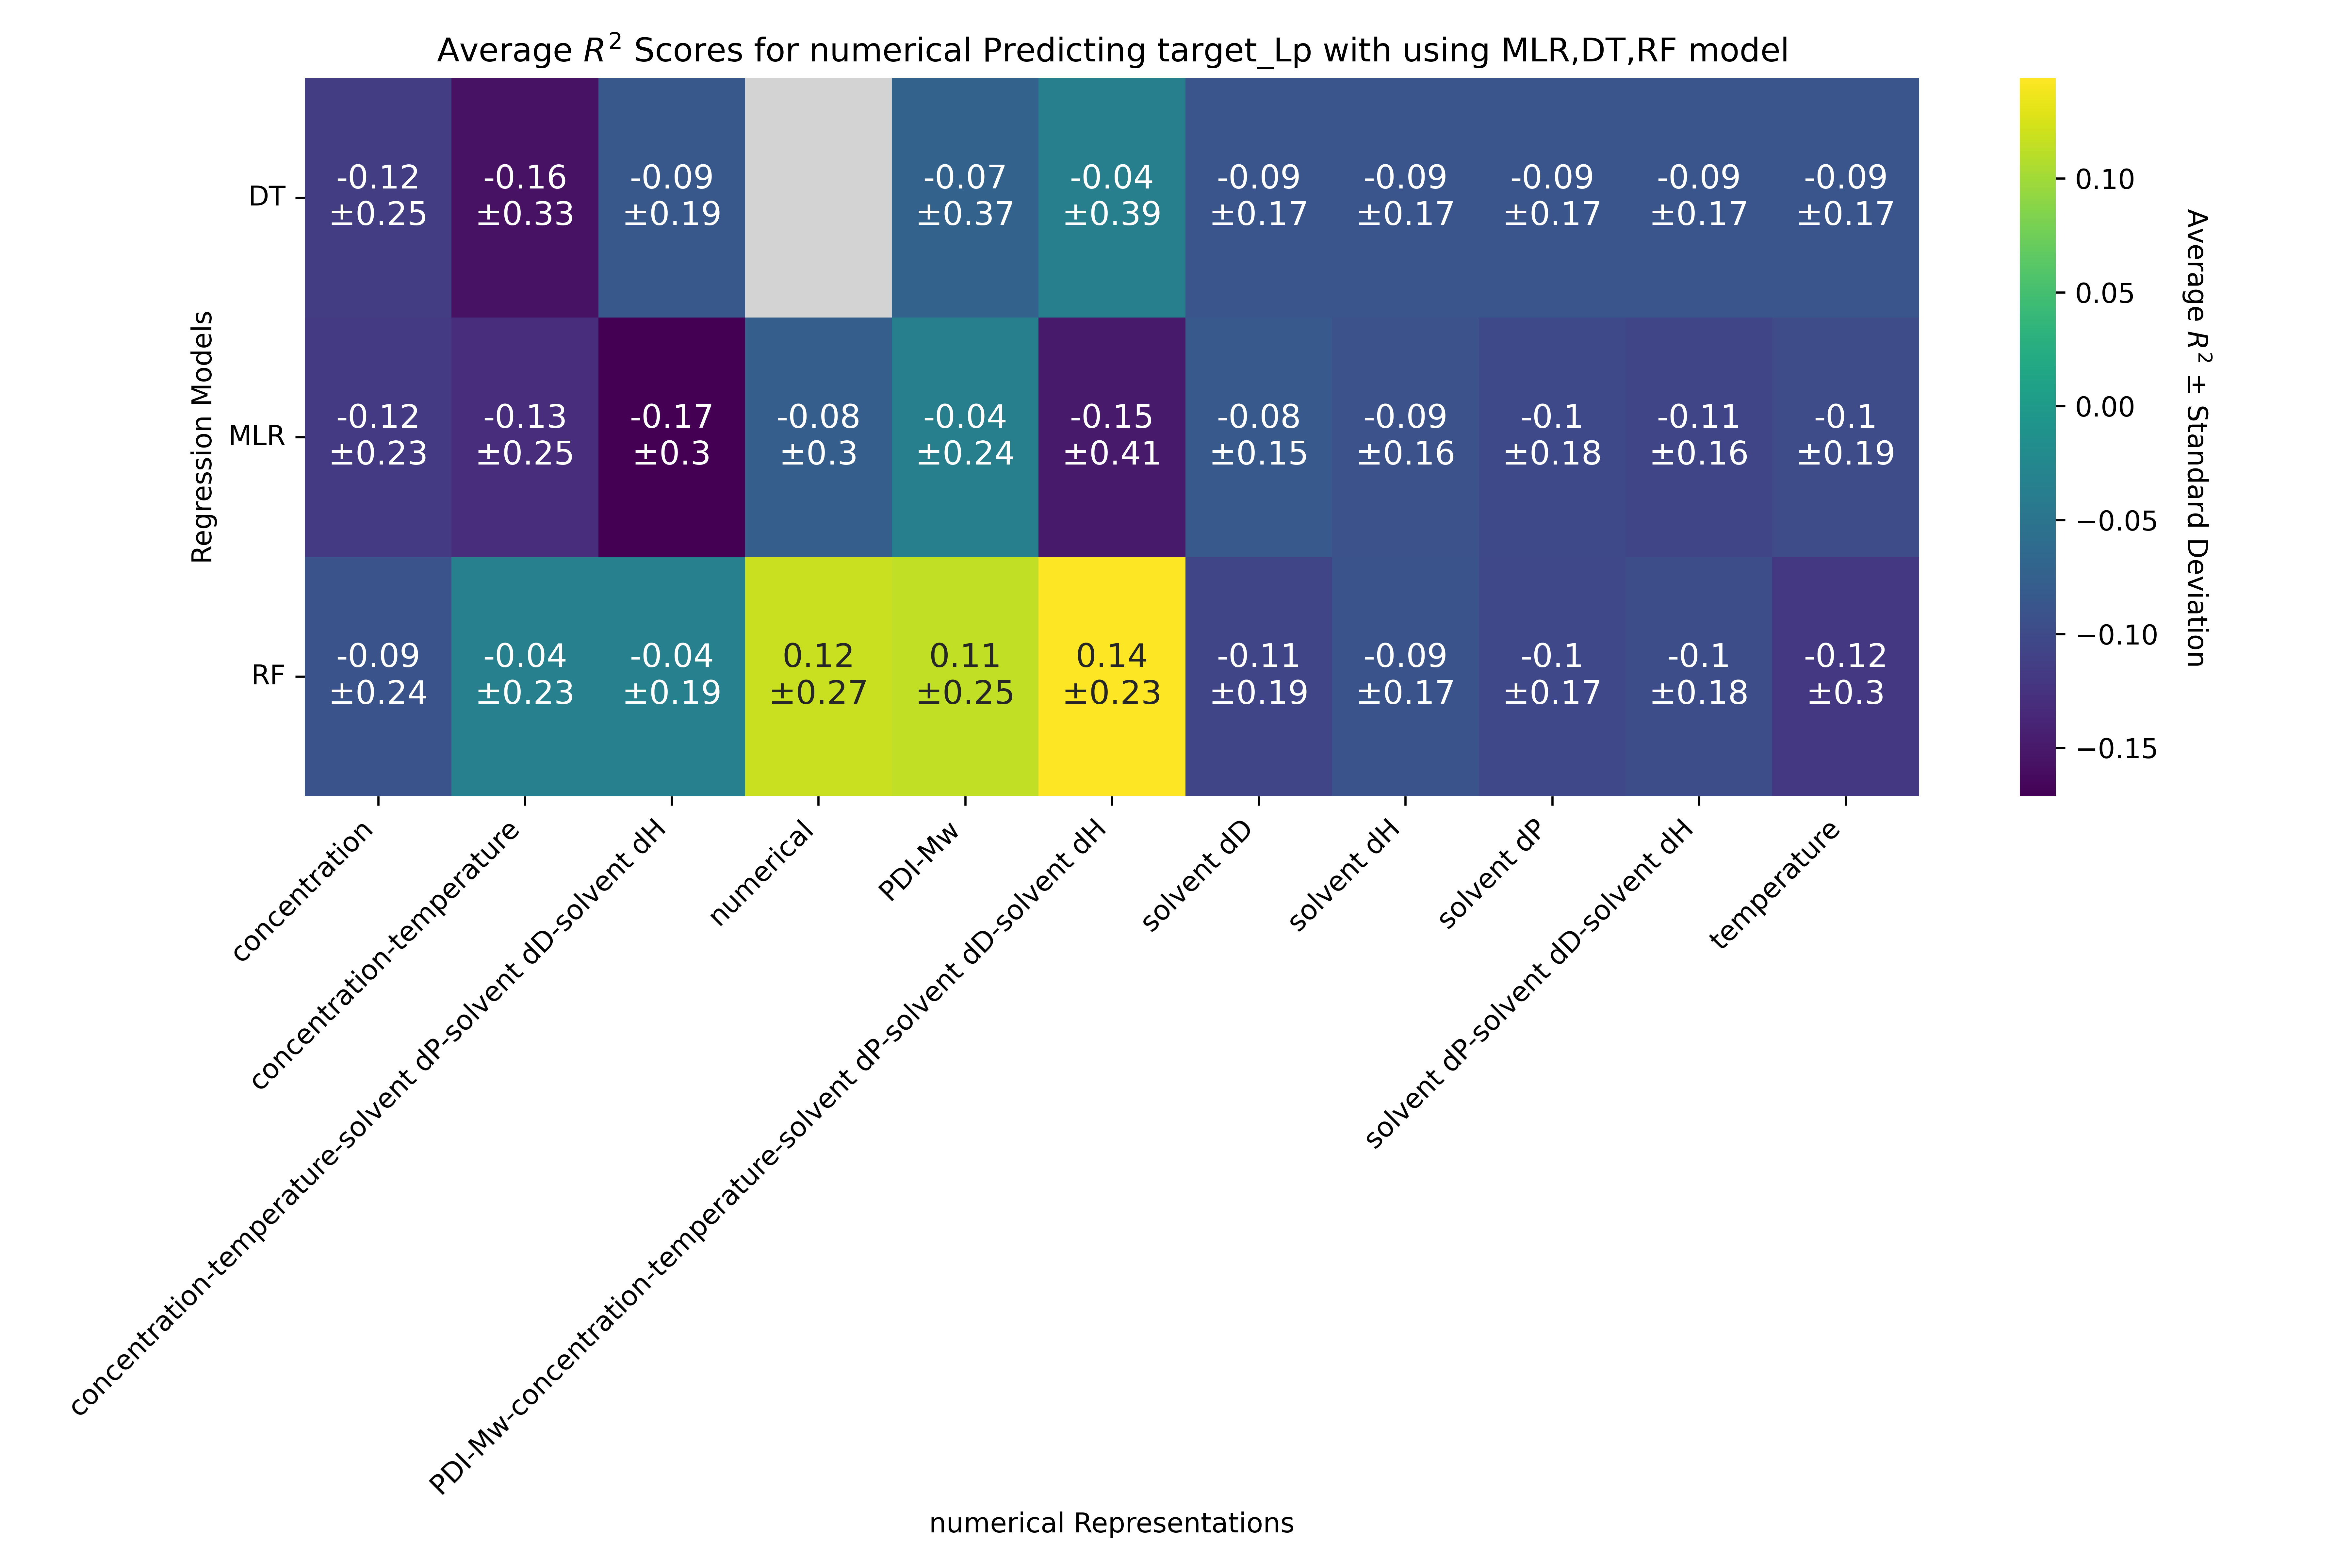 Average R² Scores for numerical Predicting target_Lp with using MLR,DT,RF model
Regression Models
DT
-0.12 -0.16 -0.09 -0.07 -0.04 -0.09 -0.09 -0.09 -0.09 -0.09
±0.25 ±0.33 ±0.19 ±0.37 ±0.39 ±0.17 ±0.17 ±0.17 ±0.17 ±0.17
MLR
-0.12 -0.13 -0.17 -0.08 -0.04 -0.15 -0.08 -0.09 -0.1 -0.11 -0.1
±0.23 ±0.25 ±0.3 ±0.3 ±0.24 ±0.41 ±0.15 ±0.16 ±0.18 ±0.16 ±0.19
RF
-0.09 -0.04 -0.04 0.12 0.11 0.14 -0.11 -0.09 -0.1 -0.1 -0.12
±0.24 ±0.23 ±0.19 ±0.27 ±0.25 ±0.23 ±0.19 ±0.17 ±0.17 ±0.18 ±0.3
concentration
concentration-temperature
concentration-temperature-solvent dP-solvent dD-solvent dH
numerical
PDI-Mw
PDI-Mw-concentration-temperature-solvent dP-solvent dD-solvent dH
solvent dD
solvent dH
solvent dP
solvent dP-solvent dD-solvent dH
temperature
numerical Representations
0.10
0.05
0.00
−0.05
−0.10
−0.15
Average R² ± Standard Deviation